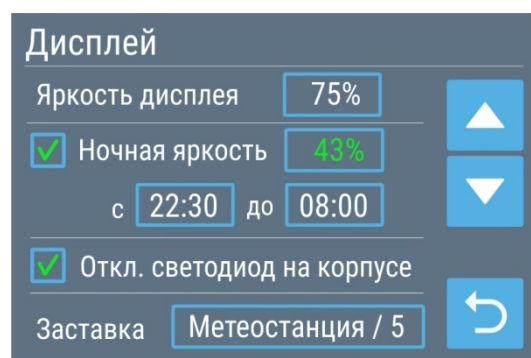 Дисплей
Яркость дисплея 75%
Ночная яркость 43%
с 22:30 до 08:00
Откл. светодиод на корпусе
Заставка Метеостанция / 5